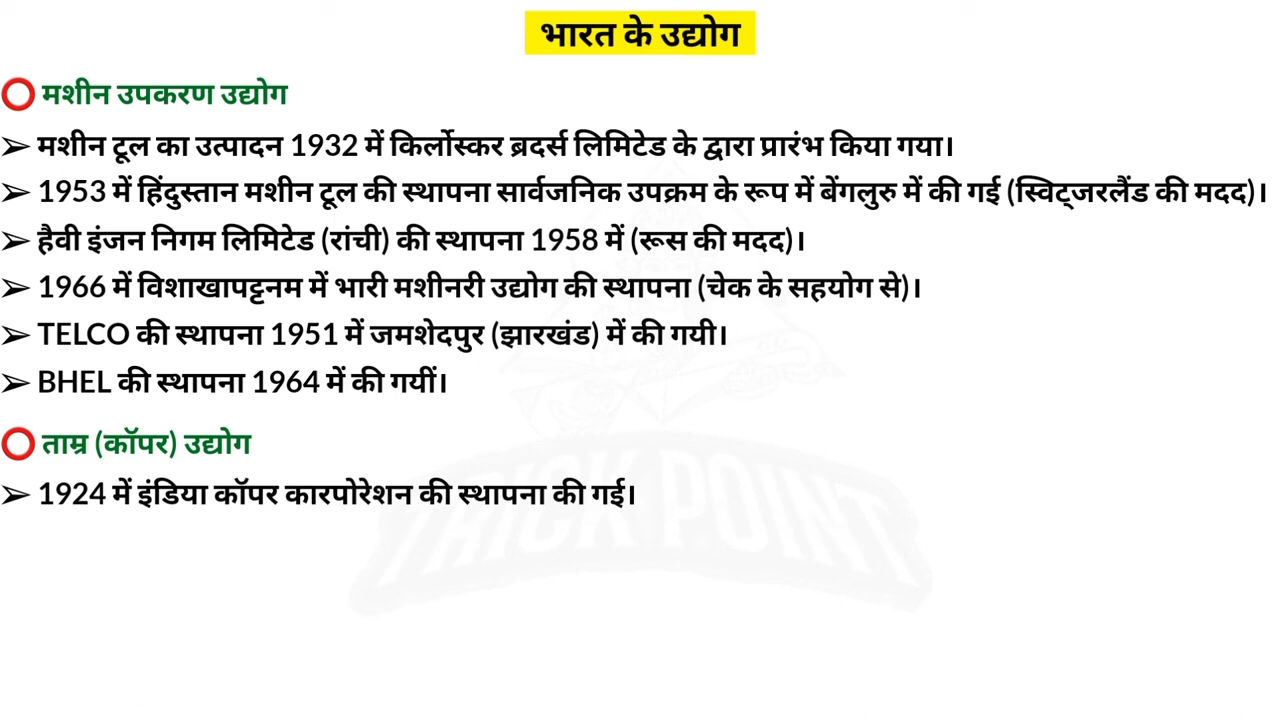 भारत के उद्योग
⭕ मशीन उपकरण उद्योग
➢ मशीन टूल का उत्पादन 1932 में किर्लोस्कर ब्रदर्स लिमिटेड के द्वारा प्रारंभ किया गया।
➢ 1953 में हिंदुस्तान मशीन टूल की स्थापना सार्वजनिक उपक्रम के रूप में बेंगलुरु में की गई (स्विट्जरलैंड की मदद)।
➢ हैवी इंजन निगम लिमिटेड (रांची) की स्थापना 1958 में (रूस की मदद)।
➢ 1966 में विशाखापट्टनम में भारी मशीनरी उद्योग की स्थापना (चेक के सहयोग से)।
➢ TELCO की स्थापना 1951 में जमशेदपुर (झारखंड) में की गयी।
➢ BHEL की स्थापना 1964 में की गयीं।
⭕ ताम्र (कॉपर) उद्योग
➢ 1924 में इंडिया कॉपर कारपोरेशन की स्थापना की गई।
TRICK POINT